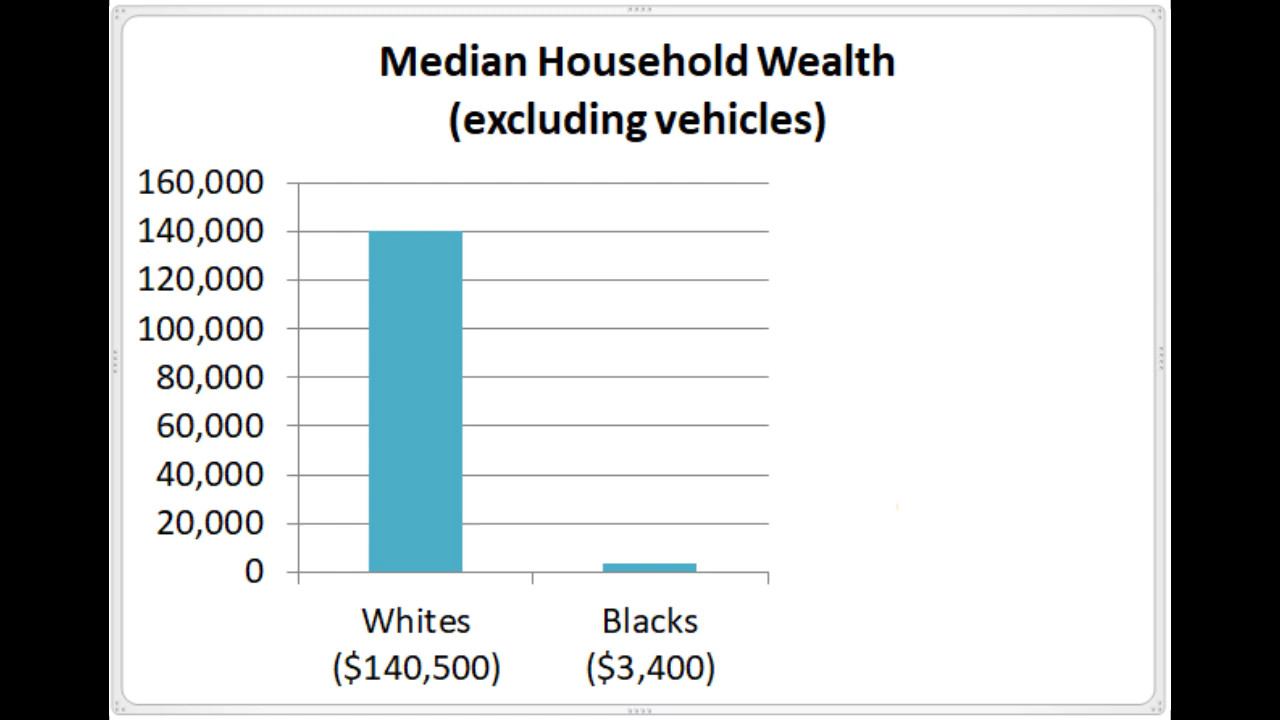 Median Household Wealth
(excluding vehicles)
160,000
140,000
120,000
100,000
80,000
60,000
40,000
20,000
0
Whites
($140,500)
Blacks
($3,400)